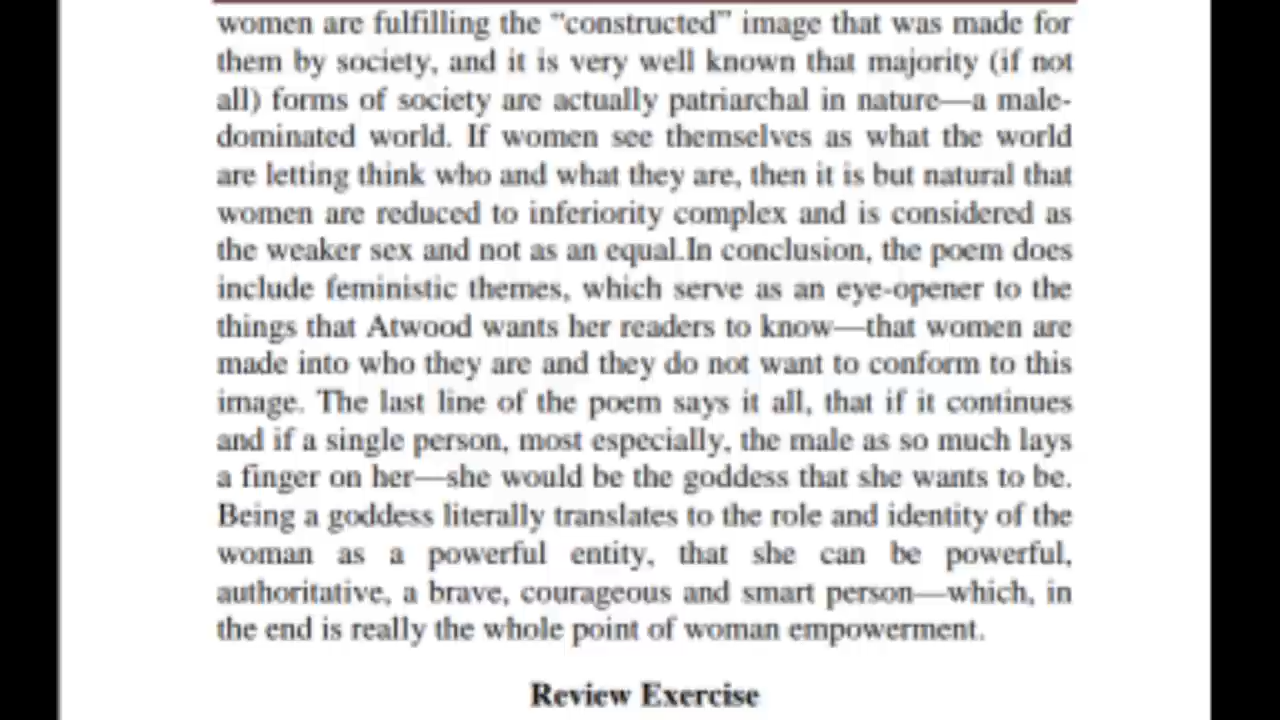 women are fulfilling the “constructed” image that was made for
them by society, and it is very well known that majority (if not
all) forms of society are actually patriarchal in nature—a male-
dominated world. If women see themselves as what the world
are letting think who and what they are, then it is but natural that
women are reduced to inferiority complex and is considered as
the weaker sex and not as an equal.In conclusion, the poem does
include feministic themes, which serve as an eye-opener to the
things that Atwood wants her readers to know—that women are
made into who they are and they do not want to conform to this
image. The last line of the poem says it all, that if it continues
and if a single person, most especially, the male as so much lays
a finger on her—she would be the goddess that she wants to be.
Being a goddess literally translates to the role and identity of the
woman as a powerful entity, that she can be powerful,
authoritative, a brave, courageous and smart person—which, in
the end is really the whole point of woman empowerment.
Review Exercise